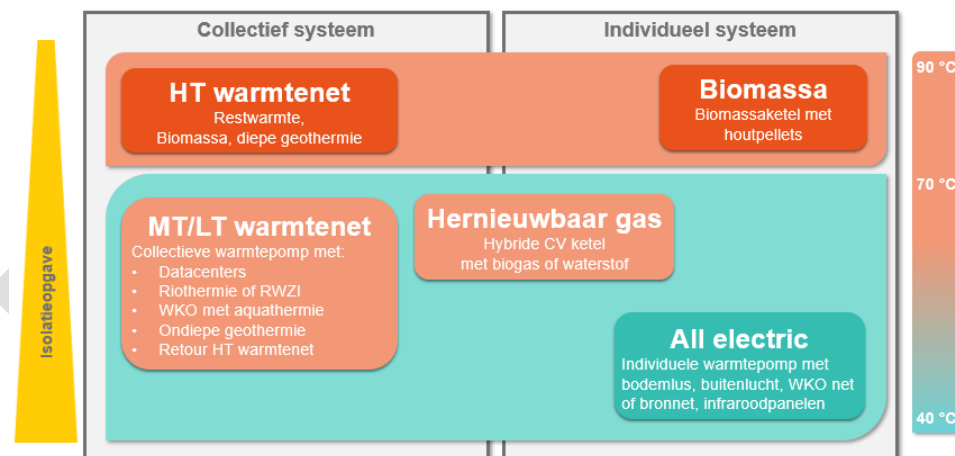 Collectief systeem
Individueel systeem
HT warmtenet
Restwarmte,
Biomassa, diepe geothermie
Biomassa
Biomassaketel met
houtpellets
90 °C
70 °C
MT/LT warmtenet
Collectieve warmtepomp met:
• Datacenters
• Riothermie of RWZI
• WKO met aquathermie
• Ondiepe geothermie
• Retour HT warmtenet
Hernieuwbaar gas
Hybride CV ketel
met biogas of waterstof
All electric
Individuele warmtepomp met
bodemlus, buitenlucht, WKO net
of bronnet, infraroodpanelen
Isolatieopgave
40 °C